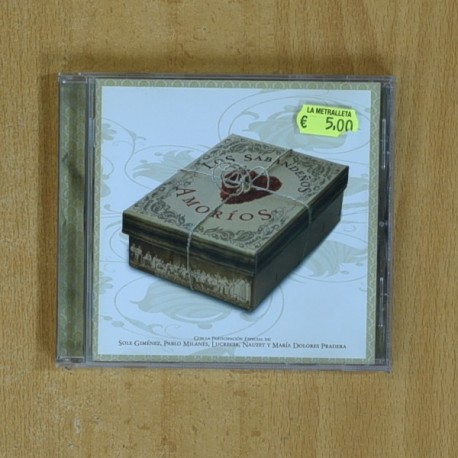 LA METRALLETA
€ 5,00
LOS SABANDEÑOS
AMORÍOS
CON LA PARTICIPACIÓN ESPECIAL DE
SOLE GIMÉNEZ, PABLO MILANÉS, LUCRECIA, NAUZET Y MARÍA DOLORES PRADERA